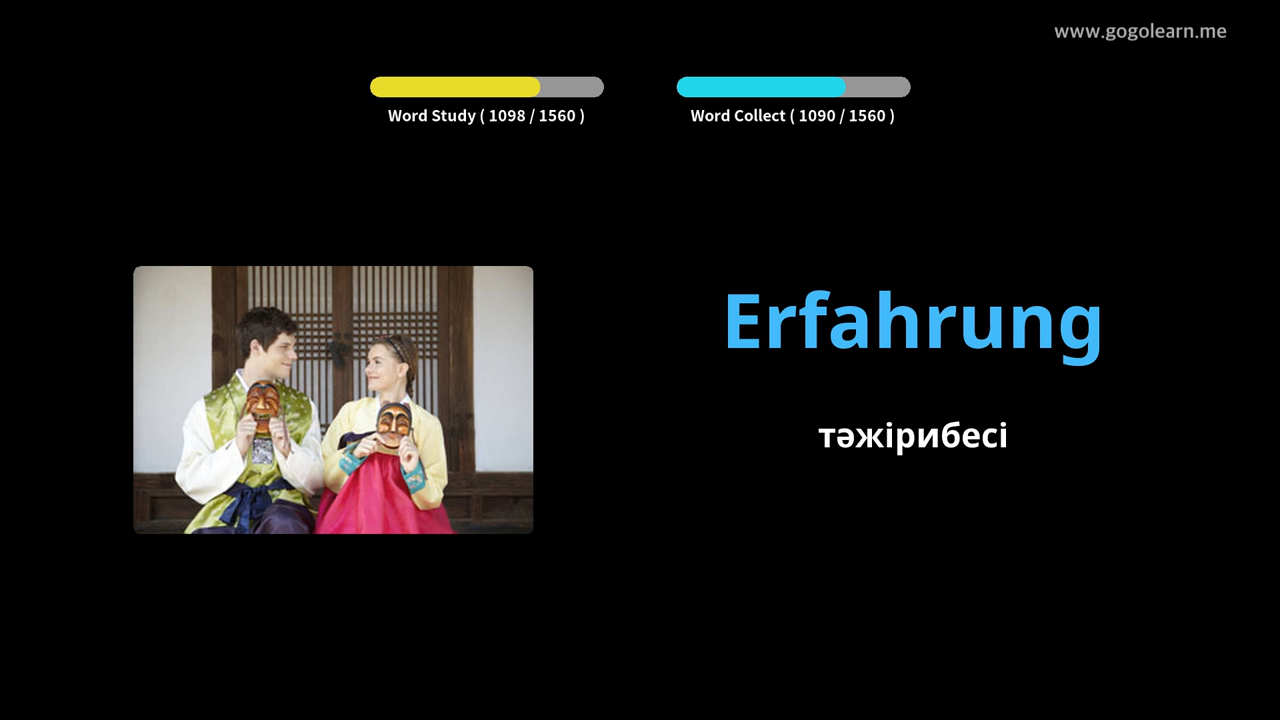 www.gogolearn.me
Word Study ( 1098 / 1560 )
Word Collect ( 1090 / 1560 )
Erfahrung
тәжірибесі